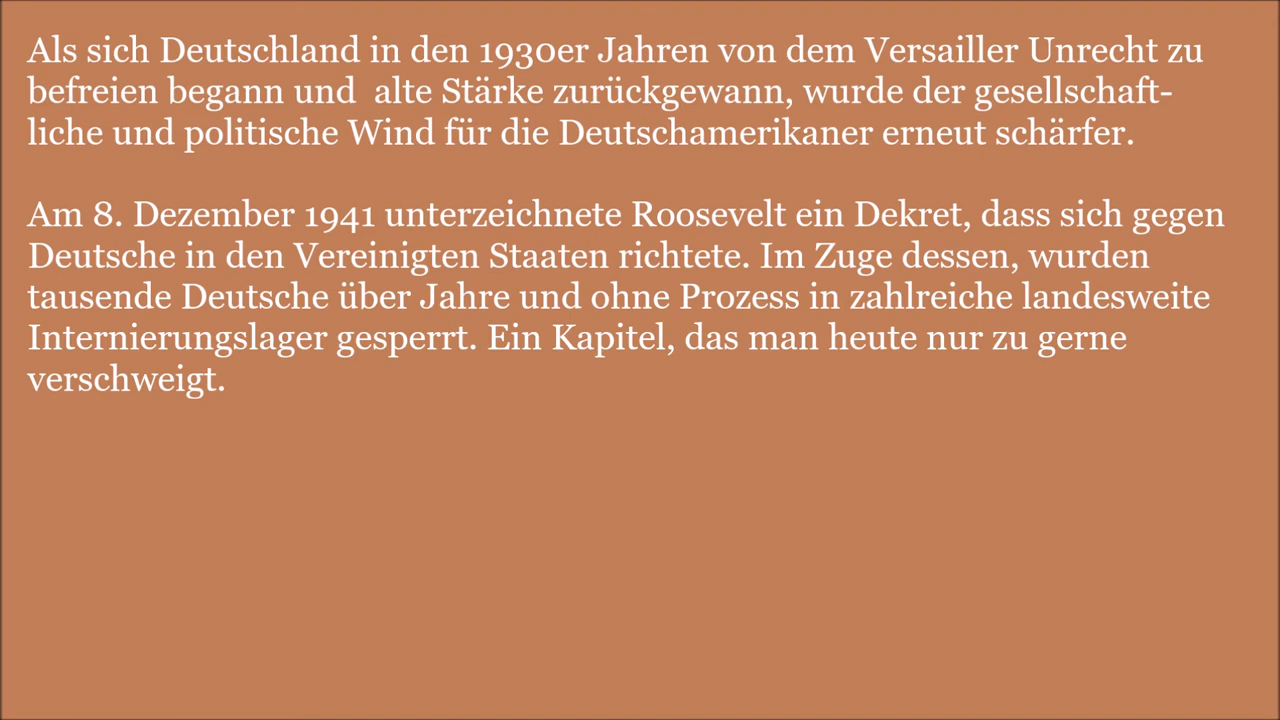 Als sich Deutschland in den 1930er Jahren von dem Versailler Unrecht zu
befreien begann und  alte Stärke zurückgewann, wurde der gesellschaft-
liche und politische Wind für die Deutschamerikaner erneut schärfer.
Am 8. Dezember 1941 unterzeichnete Roosevelt ein Dekret, dass sich gegen
Deutsche in den Vereinigten Staaten richtete. Im Zuge dessen, wurden
tausende Deutsche über Jahre und ohne Prozess in zahlreiche landesweite
Internierungslager gesperrt. Ein Kapitel, das man heute nur zu gerne
verschweigt.